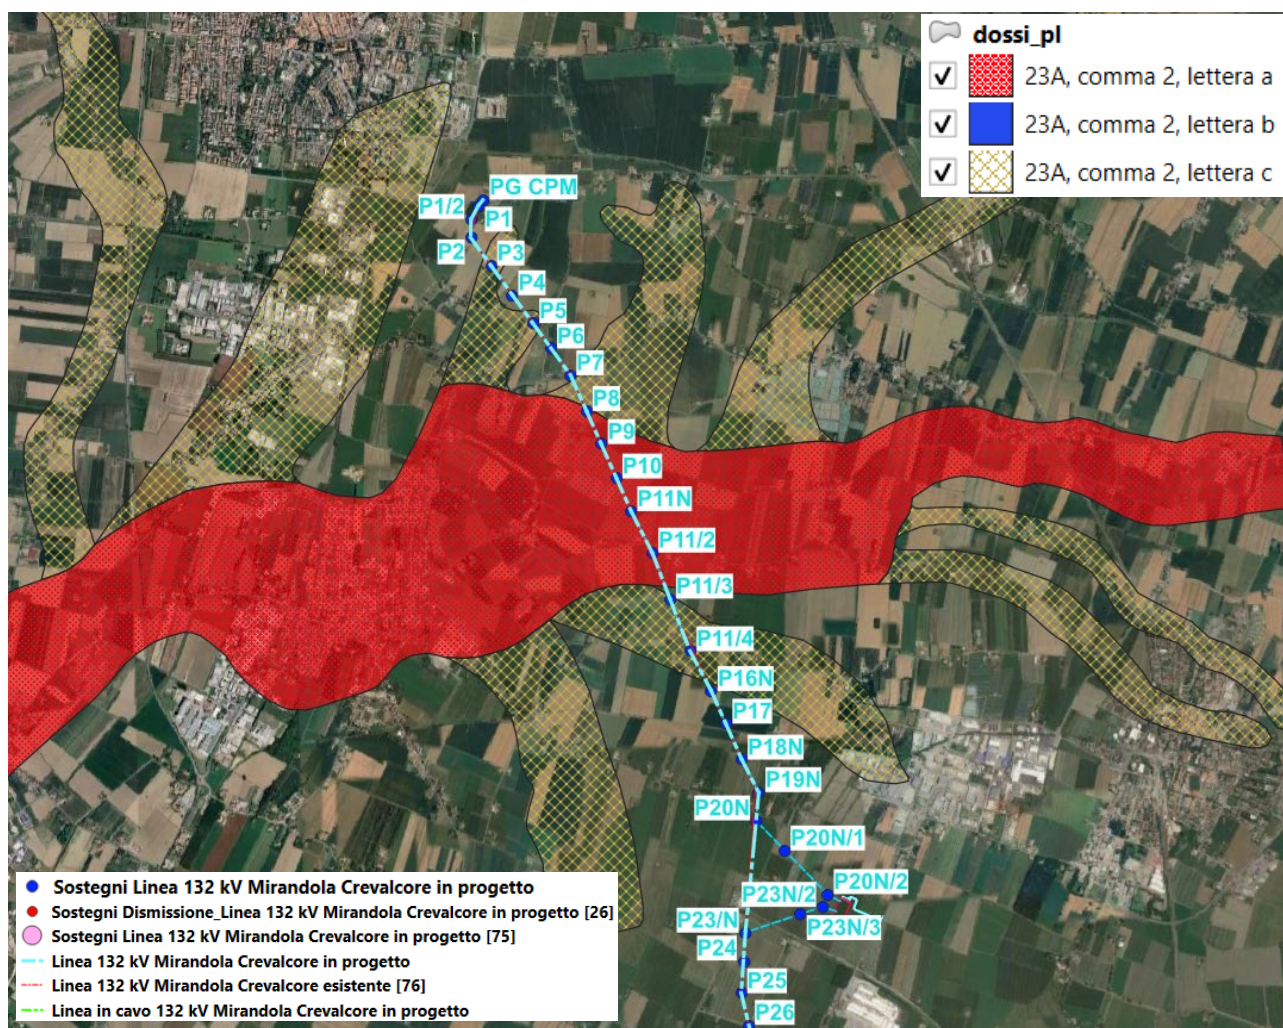 dossi_pl
23A, comma 2, lettera a
23A, comma 2, lettera b
23A, comma 2, lettera c
PG CPM
P1/2
P1
P2
P3
P4
P5
P6
P7
P8
P9
P10
P11N
P11/2
P11/3
P11/4
P16N
P17
P18N
P19N
P20N
P20N/1
P20N/2
P23N/2
P23/N
P23N/3
P24
P25
P26
Sostegni Linea 132 kV Mirandola Crevalcore in progetto
Sostegni Dismissione_Linea 132 kV Mirandola Crevalcore in progetto [26]
Sostegni Linea 132 kV Mirandola Crevalcore in progetto [75]
Linea 132 kV Mirandola Crevalcore in progetto
Linea 132 kV Mirandola Crevalcore esistente [76]
Linea in cavo 132 kV Mirandola Crevalcore in progetto